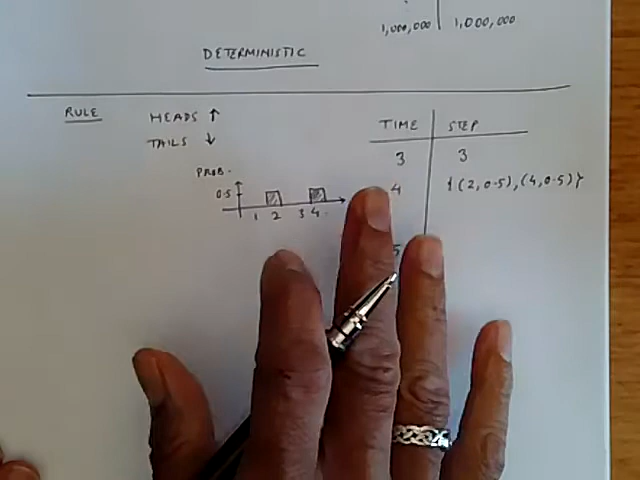 1,000,000 1,000,000
DETERMINISTIC
RULE HEADS ↑
TAILS ↓
TIME STEP
3 3
4 {(2,0.5),(4,0.5)}
5
PROB.
0.5
1 2 3 4